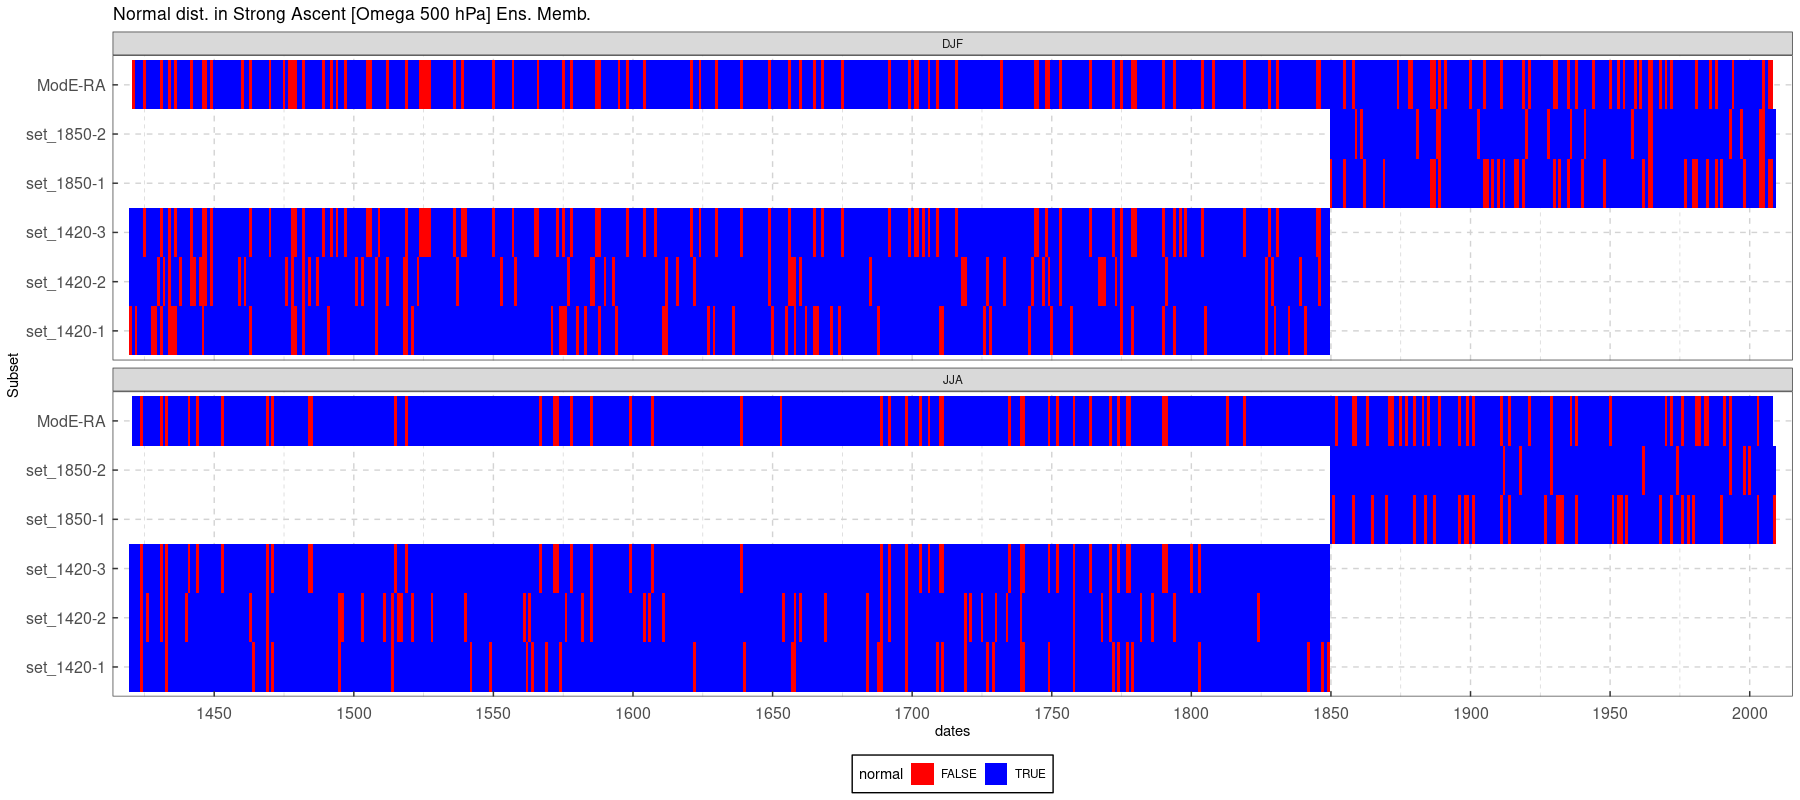 Normal dist. in Strong Ascent [Omega 500 hPa] Ens. Memb.
DJF
ModE-RA
set_1850-2
set_1850-1
set_1420-3
set_1420-2
set_1420-1
Subset
JJA
ModE-RA
set_1850-2
set_1850-1
set_1420-3
set_1420-2
set_1420-1
1450 1500 1550 1600 1650 1700 1750 1800 1850 1900 1950 2000
dates
normal FALSE TRUE